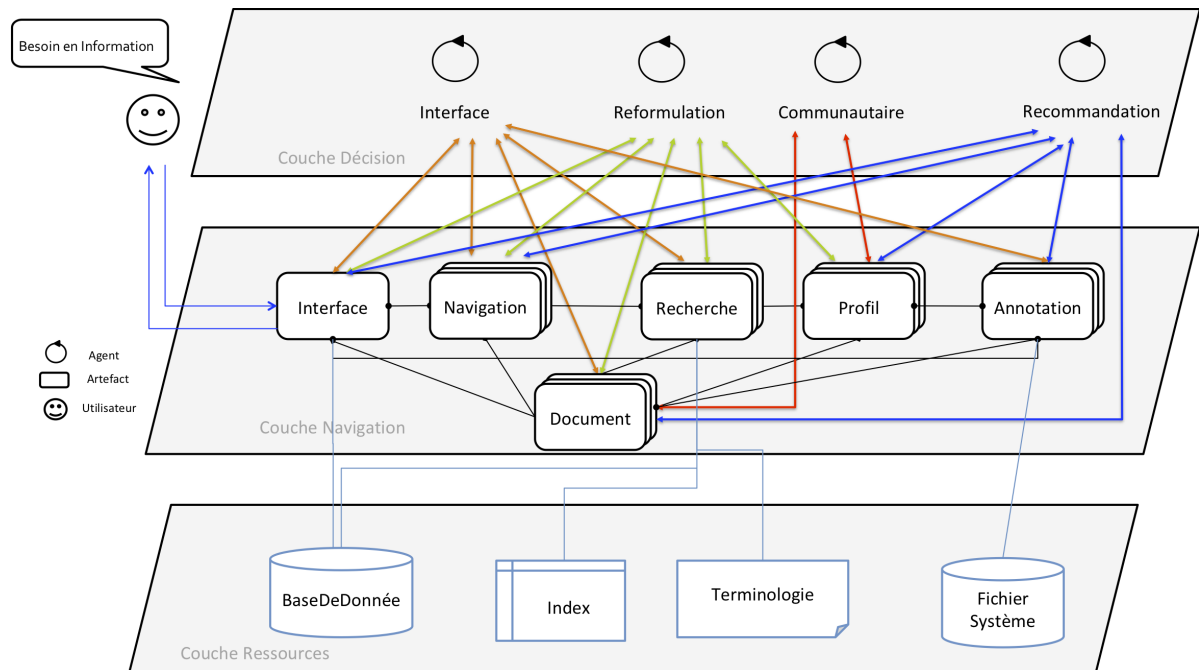 Besoin en Information
Interface
Reformulation
Communautaire
Recommandation
Couche Décision
Interface
Navigation
Recherche
Profil
Annotation
Agent
Artefact
Utilisateur
Document
Couche Navigation
BaseDeDonnée
Index
Terminologie
Fichier
Système
Couche Ressources